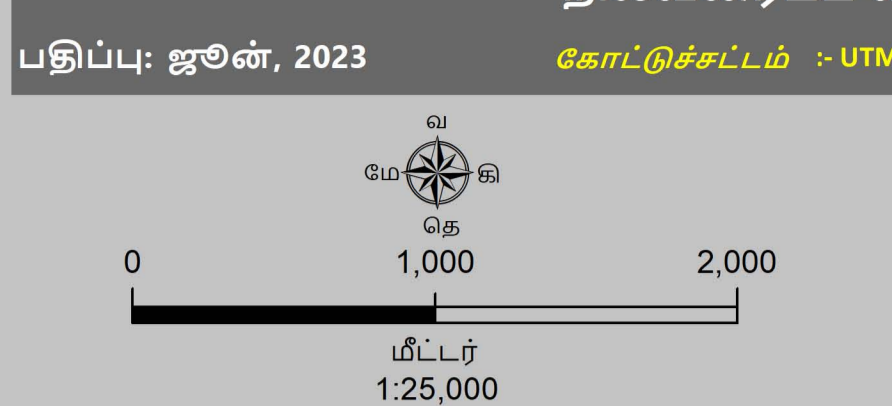 பதிப்பு: ஜூன், 2023 கோட்டுச்சட்டம் :- UTM
வ
மே கி
தெ
0 1,000 2,000
மீட்டர்
1:25,000